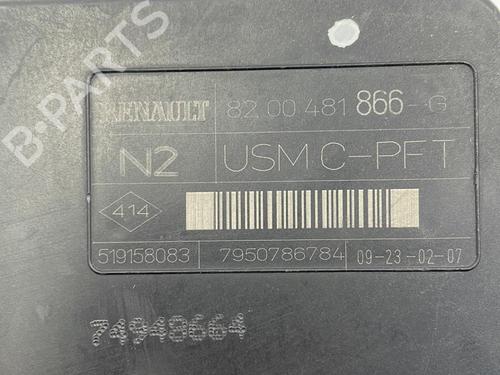 B-PARTS
RENAULT 82 00 481 866-G
N2 USM C-PFT
414
519158083 7950786784 09-23-02-07
74948664